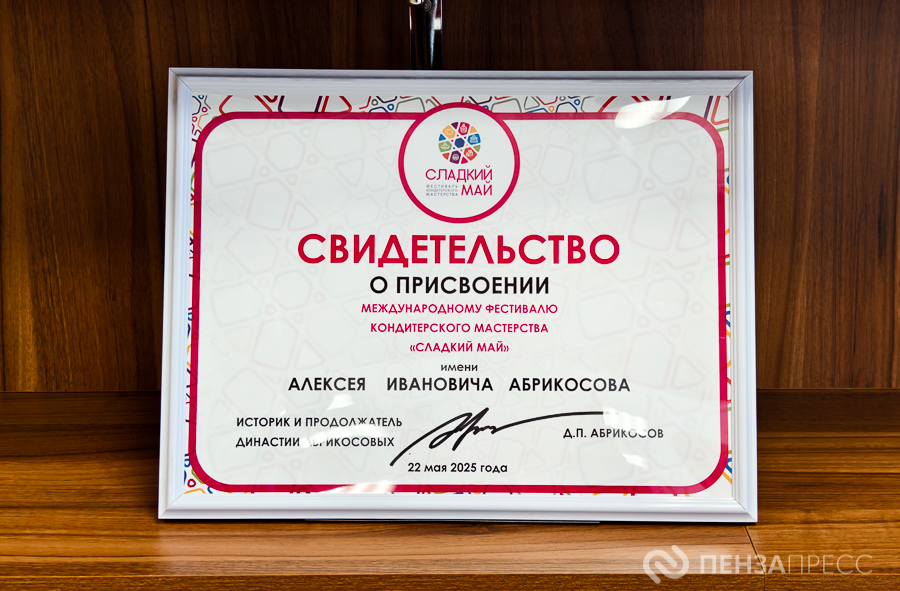 СЛАДКИЙ
ФЕСТИВАЛЬ
КОНДИТЕРСКОГО
МАСТЕРСТВА
МАЙ
СВИДЕТЕЛЬСТВО
О ПРИСВОЕНИИ
МЕЖДУНАРОДНОМУ ФЕСТИВАЛЮ
КОНДИТЕРСКОГО МАСТЕРСТВА
«СЛАДКИЙ МАЙ»
имени
АЛЕКСЕЯ ИВАНОВИЧА АБРИКОСОВА
ИСТОРИК И ПРОДОЛЖАТЕЛЬ
ДИНАСТИИ АБРИКОСОВЫХ
Д.П. АБРИКОСОВ
22 мая 2025 года
ПЕНЗАПРЕСС